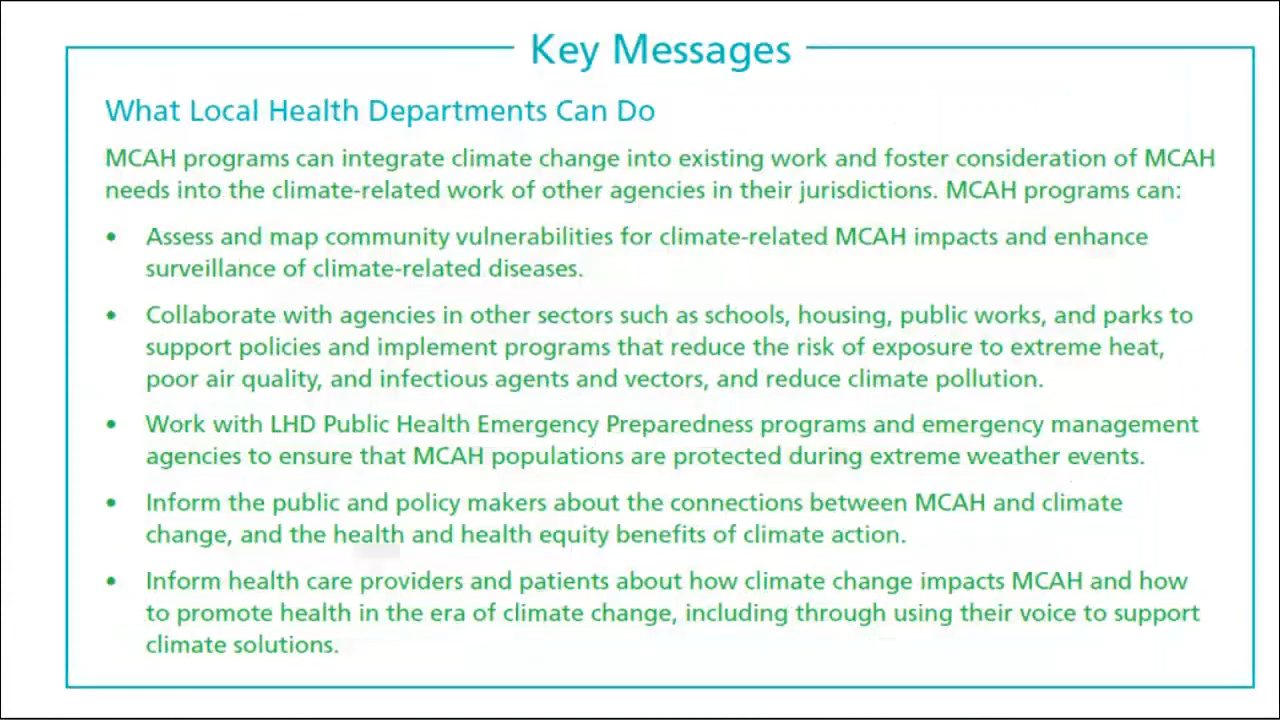 Key Messages
What Local Health Departments Can Do
MCAH programs can integrate climate change into existing work and foster consideration of MCAH
needs into the climate-related work of other agencies in their jurisdictions. MCAH programs can:
• Assess and map community vulnerabilities for climate-related MCAH impacts and enhance
surveillance of climate-related diseases.
• Collaborate with agencies in other sectors such as schools, housing, public works, and parks to
support policies and implement programs that reduce the risk of exposure to extreme heat,
poor air quality, and infectious agents and vectors, and reduce climate pollution.
• Work with LHD Public Health Emergency Preparedness programs and emergency management
agencies to ensure that MCAH populations are protected during extreme weather events.
• Inform the public and policy makers about the connections between MCAH and climate
change, and the health and health equity benefits of climate action.
• Inform health care providers and patients about how climate change impacts MCAH and how
to promote health in the era of climate change, including through using their voice to support
climate solutions.